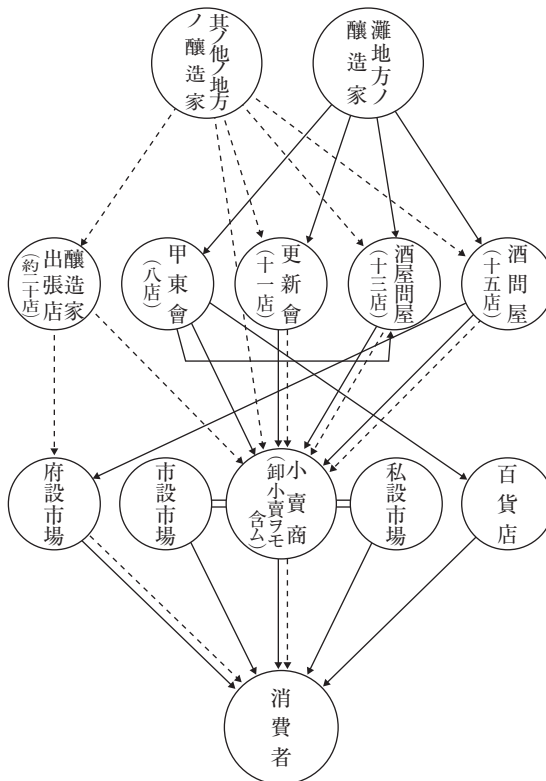 灘地方ノ
醸造家
其ノ他ノ地方
ノ醸造家
酒問屋
(十五店)
酒屋問屋
(十三店)
更新會
(十一店)
甲東會
(八店)
醸造家
出張店
(約二十店)
百貨店
私設市場
小賣商
(卸小賣ヲモ
含ム)
市設市場
府設市場
消費者